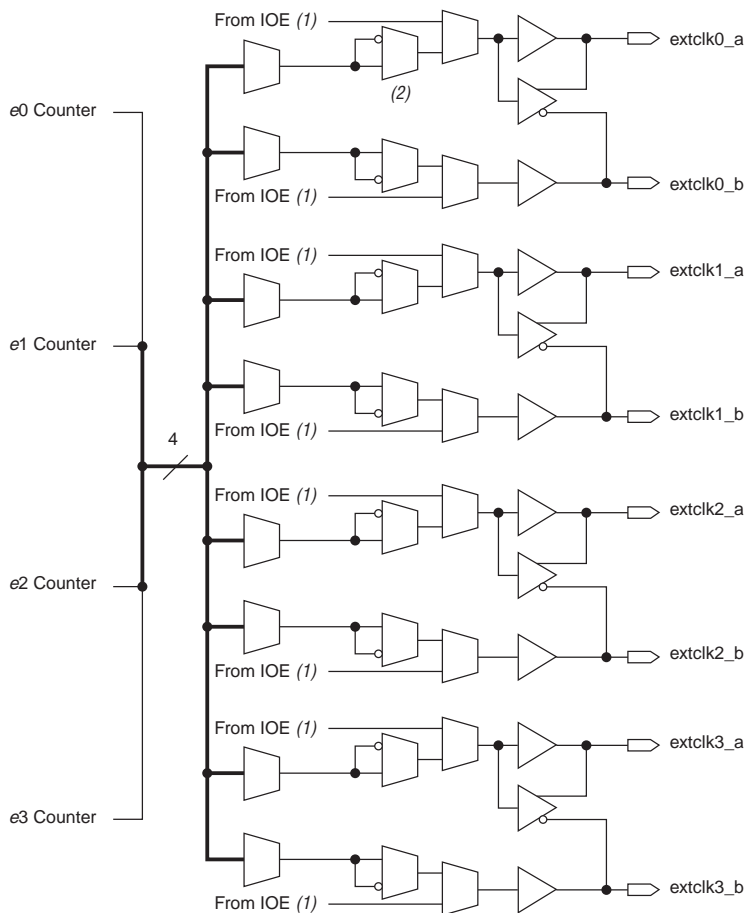 From IOE (1)
extclk0_a
(2)
e0 Counter
extclk0_b
From IOE (1)
From IOE (1)
extclk1_a
e1 Counter
extclk1_b
From IOE (1)
4
From IOE (1)
extclk2_a
e2 Counter
extclk2_b
From IOE (1)
From IOE (1)
extclk3_a
e3 Counter
extclk3_b
From IOE (1)